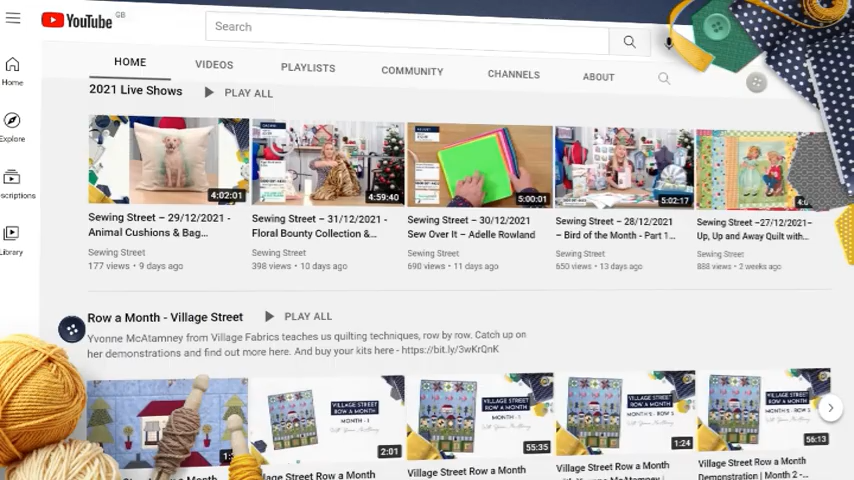 YouTube GB
Search
HOME VIDEOS PLAYLISTS COMMUNITY CHANNELS ABOUT
Home
Explore
Library
2021 Live Shows PLAY ALL
4:02:01
4:59:40
5:00:01
5:02:17
Sewing Street – 29/12/2021 -
Animal Cushions & Bag...
Sewing Street
177 views • 9 days ago
Sewing Street – 31/12/2021 -
Floral Bounty Collection &...
Sewing Street
398 views • 10 days ago
Sewing Street – 30/12/2021
Sew Over It – Adelle Rowland
Sewing Street
690 views • 11 days ago
Sewing Street – 28/12/2021
– Bird of the Month - Part 1...
Sewing Street
650 views • 13 days ago
Sewing Street –27/12/2021–
Up, Up and Away Quilt with...
Sewing Street
888 views • 2 weeks ago
Row a Month - Village Street PLAY ALL
Yvonne McAtamney from Village Fabrics teaches us quilting techniques, row by row. Catch up on
her demonstrations and find out more here. And buy your kits here - https://bit.ly/3wKrQnK
VILLAGE STREET
ROW A MONTH
MONTH - 1
2:01
VILLAGE STREET
ROW A MONTH
MONTH - 1
55:35
VILLAGE STREET
ROW A MONTH
1:24
VILLAGE STREET
ROW A MONTH
56:13
Village Street Row a Month
Village Street Row a Month
Village Street Row a Month
Village Street Row a Month
Demonstration | Month 2 -...